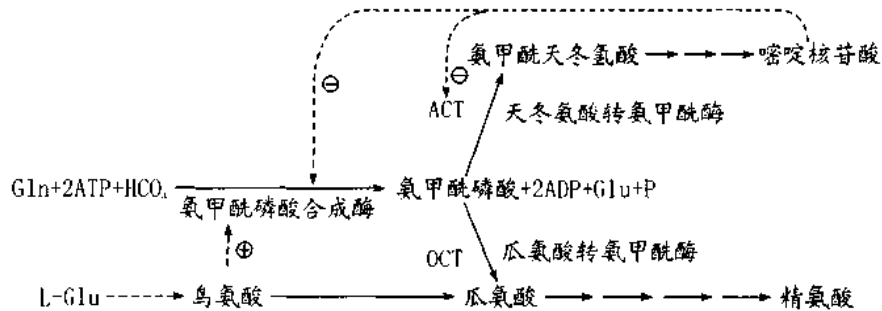 氨甲酰天冬氢酸 嘧啶核苷酸
⊖ ⊖
ACT 天冬氨酸转氨甲酰酶
Gln+2ATP+HCO 氨甲酰磷酸+2ADP+Glu+P
氨甲酰磷酸合成酶
⊕ OCT 瓜氨酸转氨甲酰酶
L-Glu 鸟氨酸 瓜氨酸 精氨酸